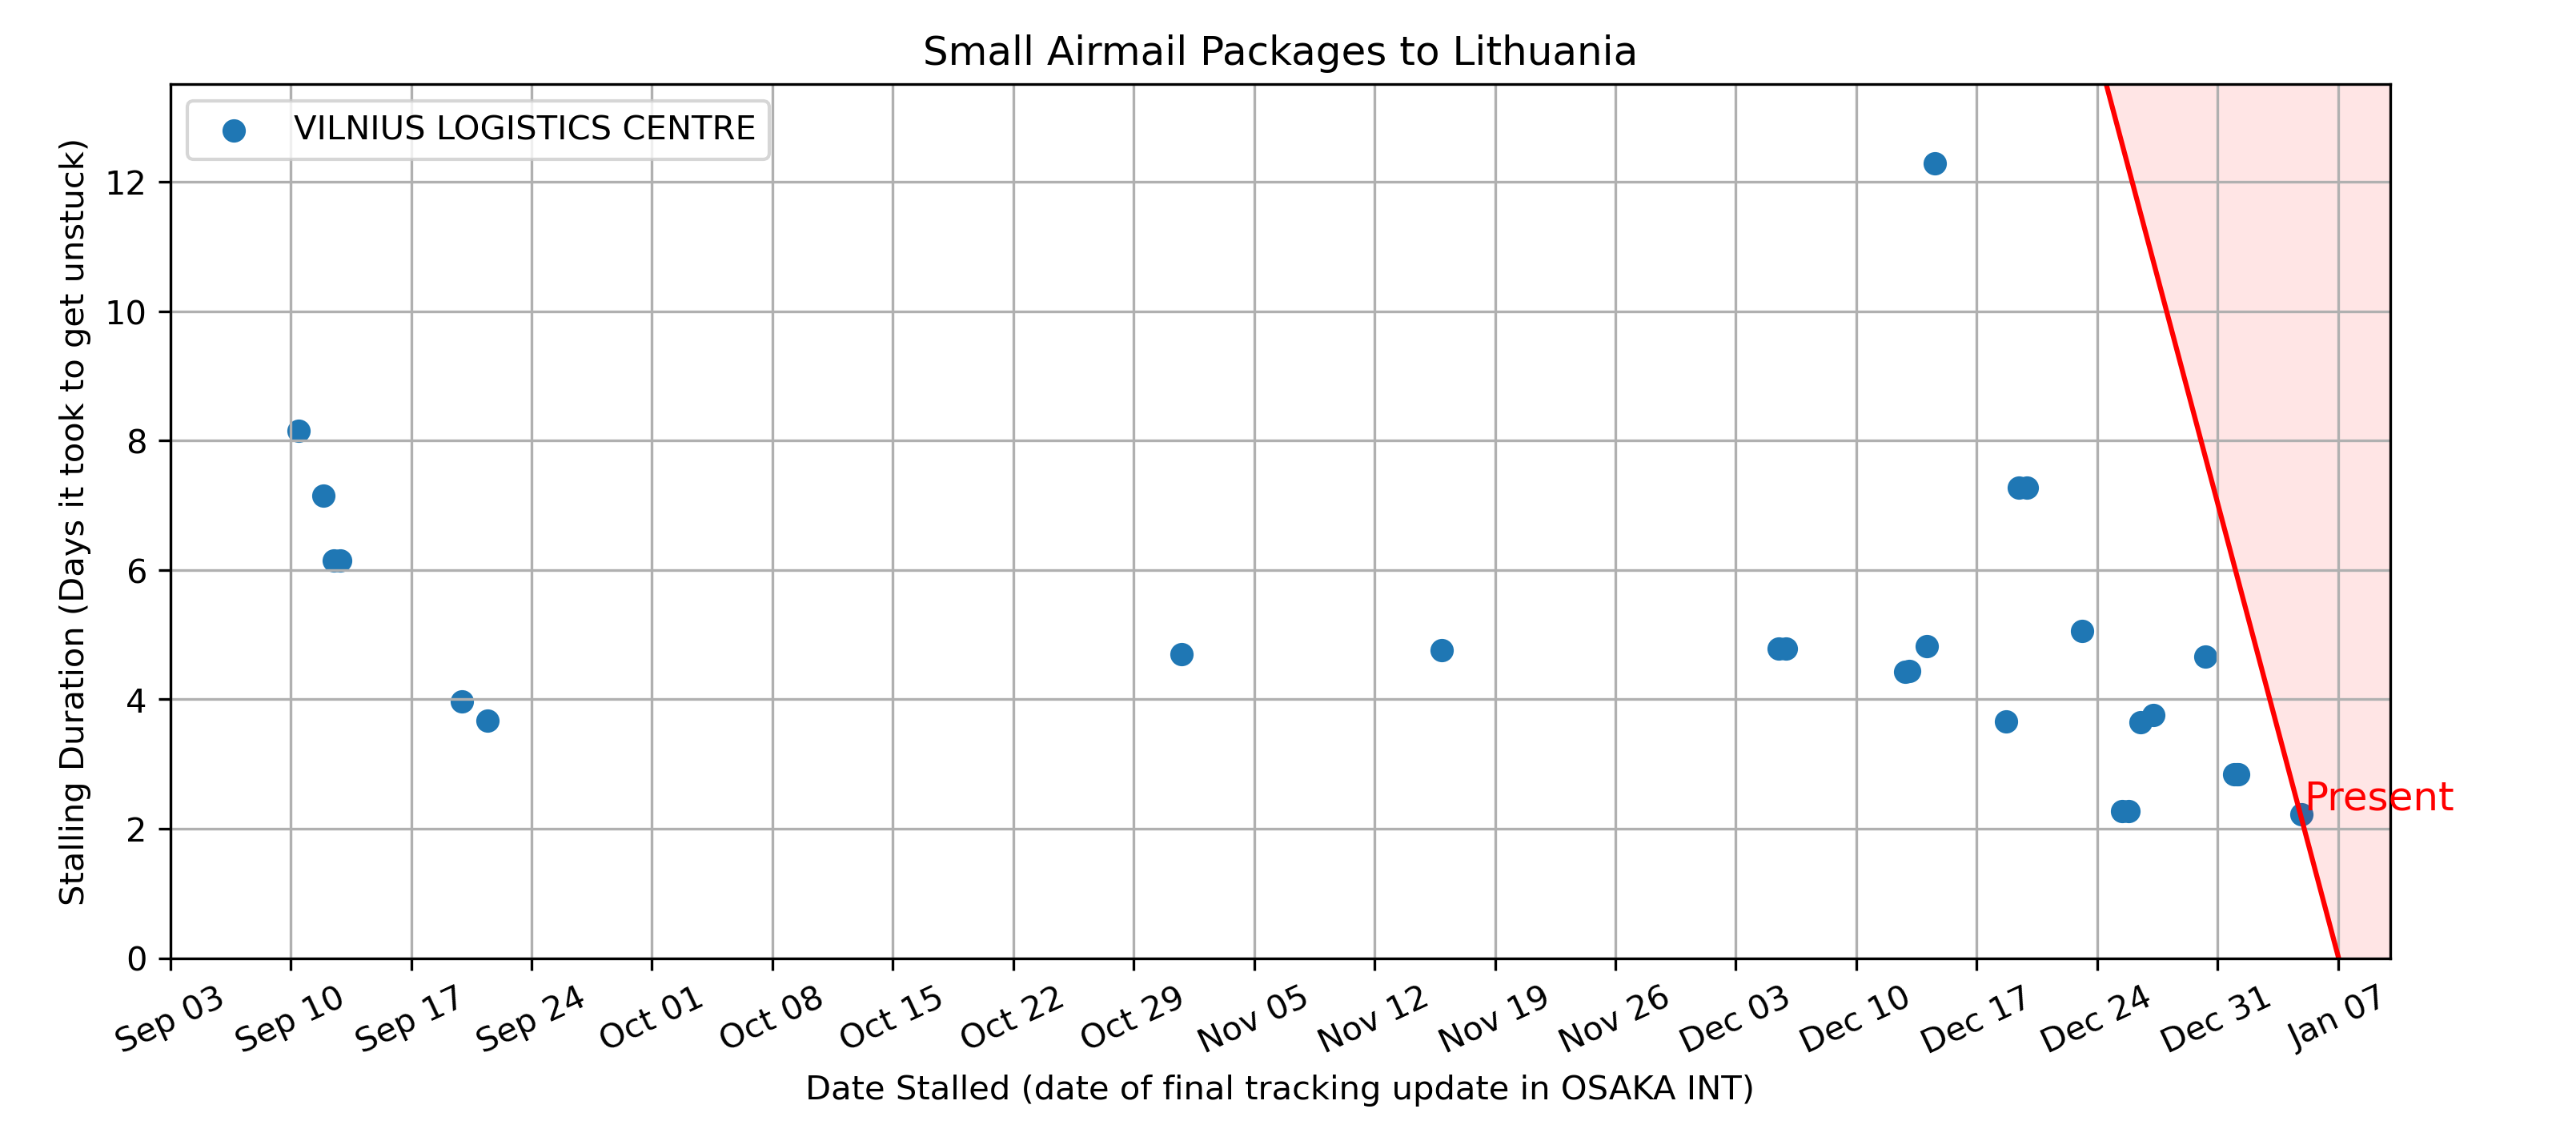 Small Airmail Packages to Lithuania
VILNIUS LOGISTICS CENTRE
Stalling Duration (Days it took to get unstuck)
12
10
8
6
4
2
0
Present
Sep 03
Sep 10
Sep 17
Sep 24
Oct 01
Oct 08
Oct 15
Oct 22
Oct 29
Nov 05
Nov 12
Nov 19
Nov 26
Dec 03
Dec 10
Dec 17
Dec 24
Dec 31
Jan 07
Date Stalled (date of final tracking update in OSAKA INT)